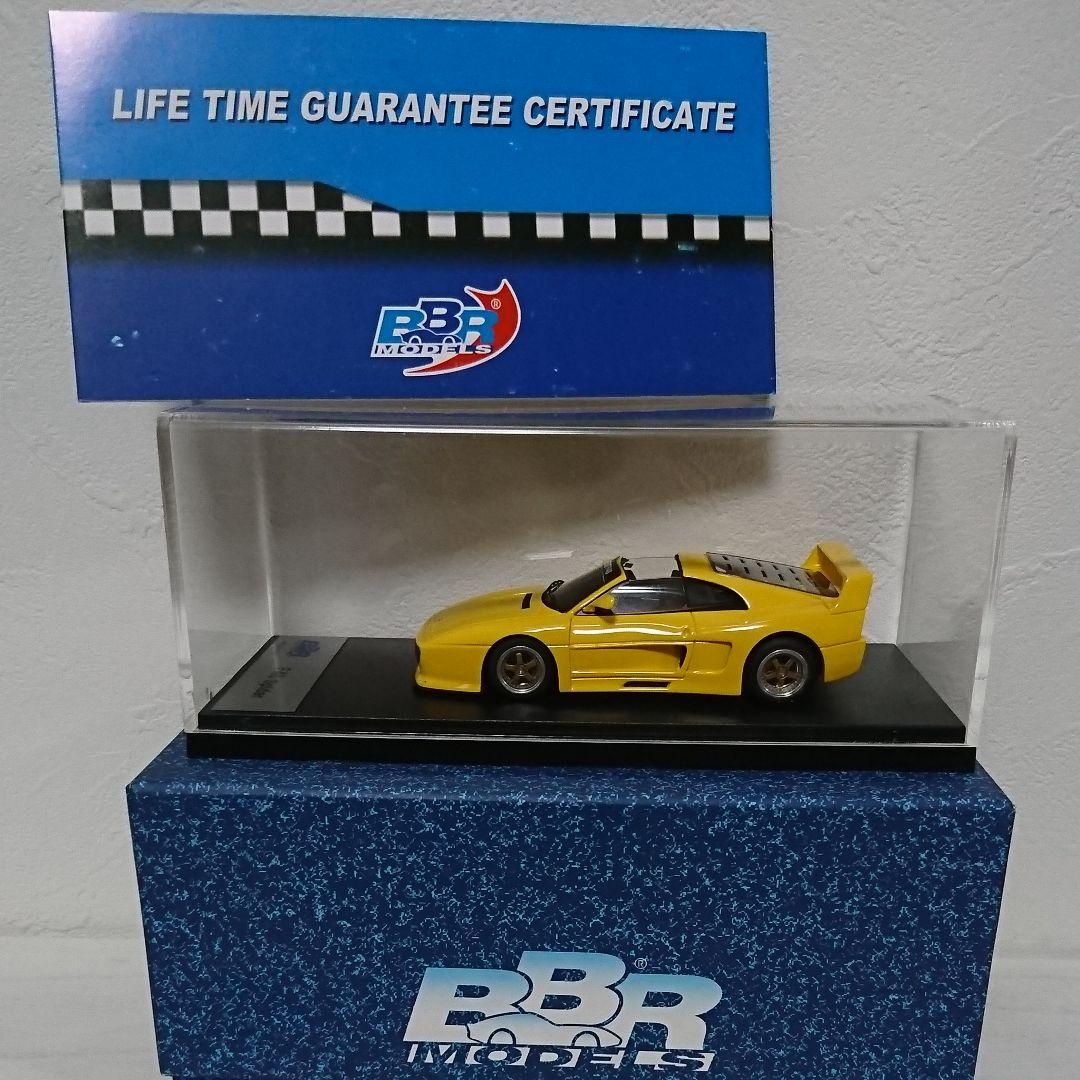 LIFE TIME GUARANTEE CERTIFICATE
BBR®
MODELS
BBR®
MODELS